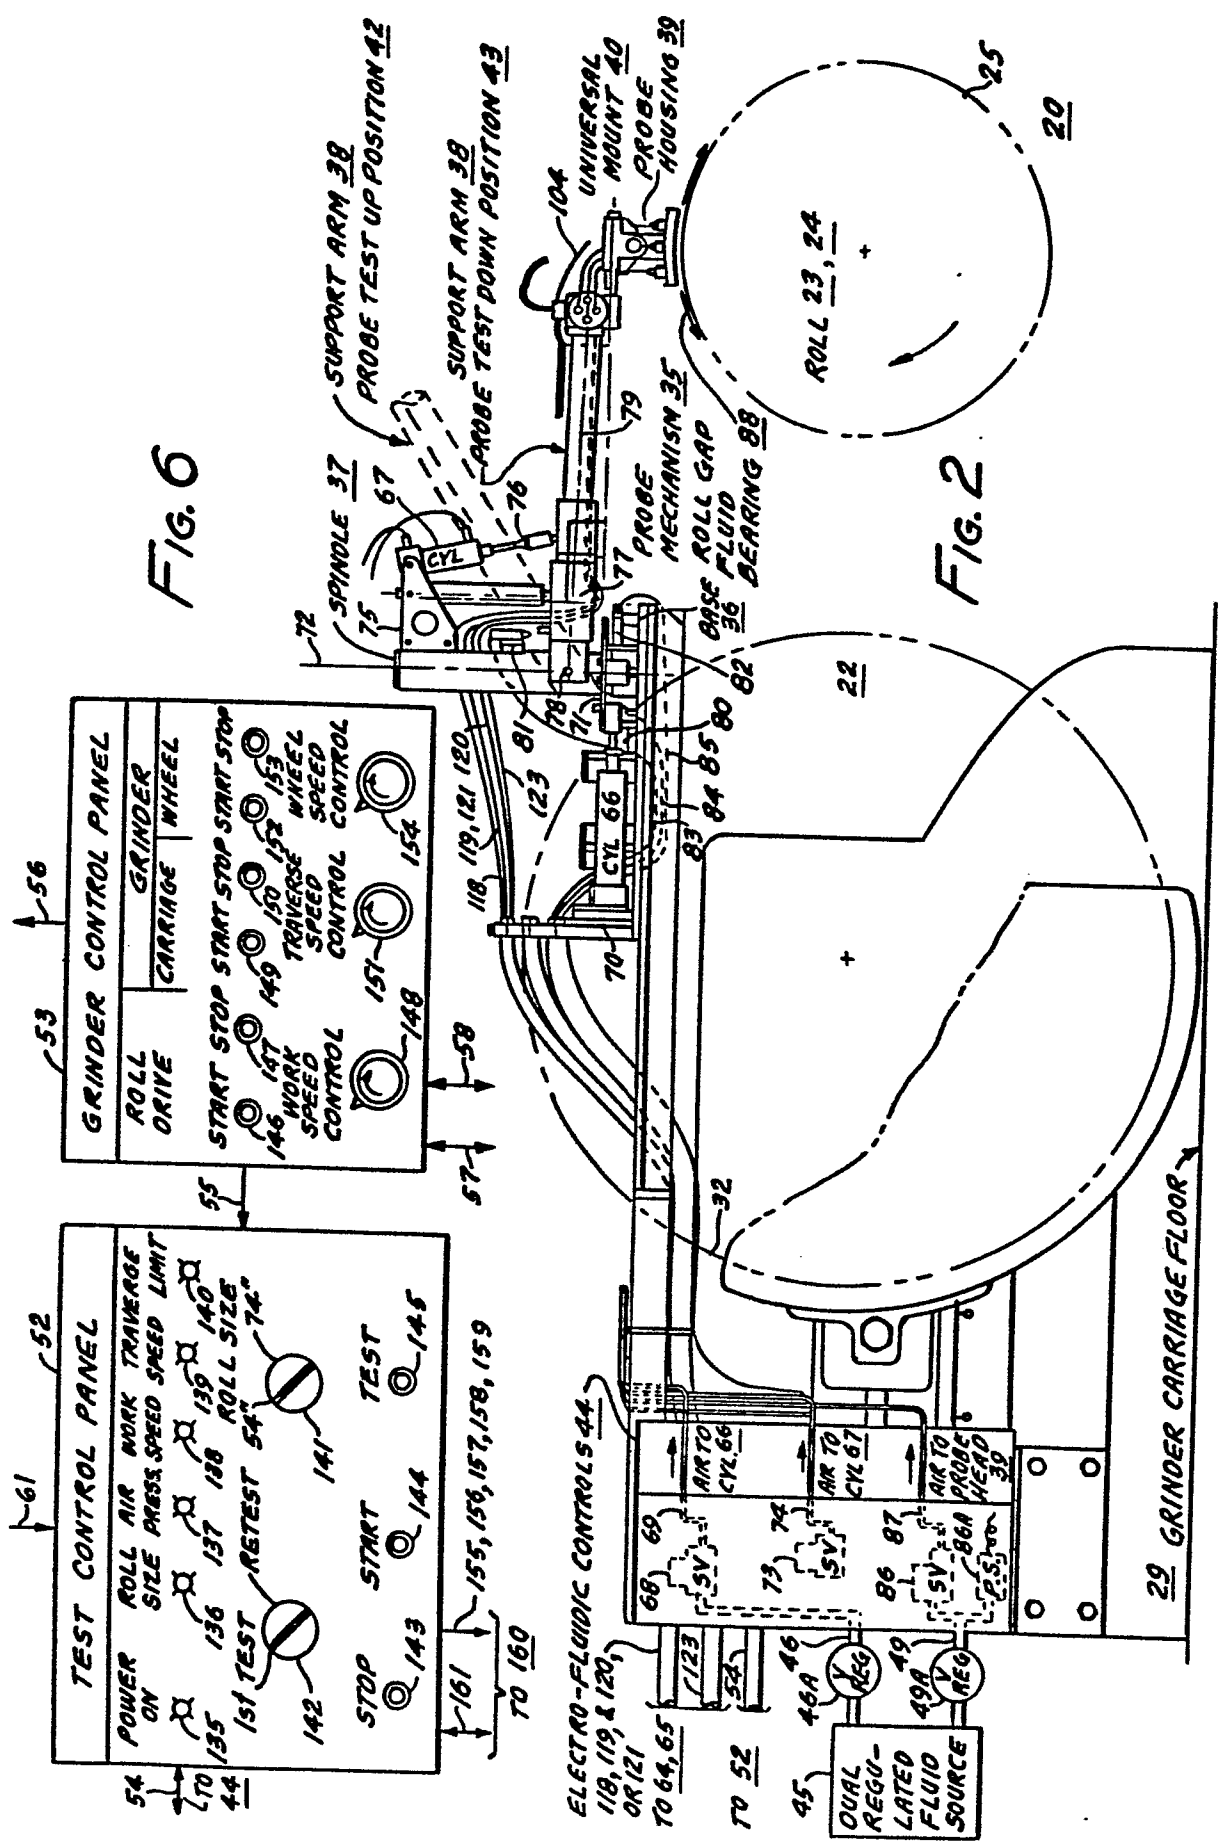 FIG. 6
61
52
TEST CONTROL PANEL
POWER ON
ROLL SIZE
AIR PRESS.
WORK SPEED
TRAVERGE SPEED LIMIT
135
136
137
138
139
140
1st TEST
RETEST
142
ROLL SIZE
54"
74"
141
STOP
START
TEST
143
144
145
54
TO
44
161
155, 156, 157, 158, 159
TO 160
55
53
56
GRINDER CONTROL PANEL
ROLL DRIVE
GRINDER
CARRIAGE
WHEEL
START STOP START STOP START STOP
146
147
149
150
152
153
WORK SPEED CONTROL
TRAVERSE SPEED CONTROL
WHEEL SPEED CONTROL
148
151
154
57
58
FIG. 2
72
SPINDLE 37
75
67
CYL
76
SUPPORT ARM 38
PROBE TEST UP POSITION 42
SUPPORT ARM 38
PROBE TEST DOWN POSITION 43
104
UNIVERSAL
MOUNT 40
PROBE
HOUSING 39
118
119, 121
120
123
81
78
71
77
79
PROBE
MECHANISM 35
ROLL GAP
FLUID
BEARING 88
BASE
36
82
80
85
84
83
CYL 66
70
ROLL 23, 24
25
20
22
32
ELECTRO-FLUIDIC CONTROLS 44
118, 119, & 120,
OR 121
TO 64, 65
123
54
TO 52
68
69
SV
AIR TO
CYL. 66
73
74
SV
AIR TO
CYL 67
86
87
SV
86A
P.S.
AIR TO
PROBE
HEAD
39
46
46A
V
REG
49
49A
V
REG
45
DUAL
REGU-
LATED
FLUID
SOURCE
29 GRINDER CARRIAGE FLOOR